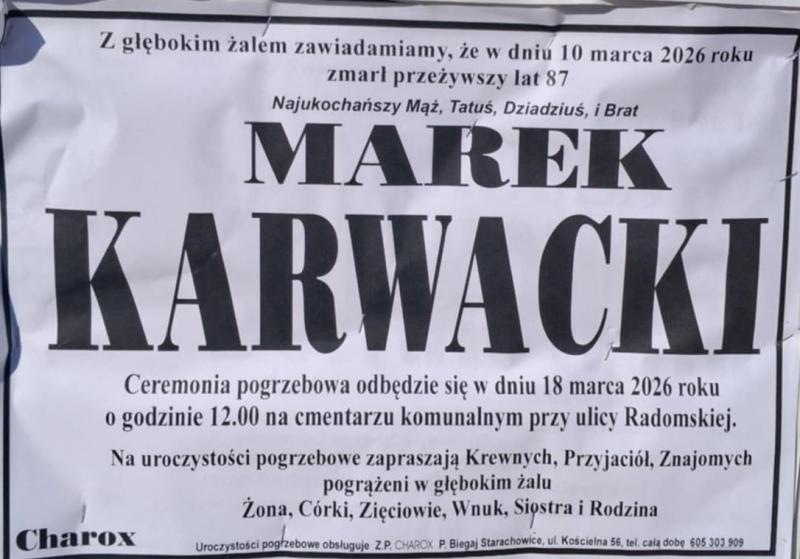 Z głębokim żalem zawiadamiamy, że w dniu 10 marca 2026 roku
zmarł przeżywszy lat 87
Najukochańszy Mąż, Tatuś, Dziadziuś, i Brat
MAREK
KARWACKI
Ceremonia pogrzebowa odbędzie się w dniu 18 marca 2026 roku
o godzinie 12.00 na cmentarzu komunalnym przy ulicy Radomskiej.
Na uroczystości pogrzebowe zapraszają Krewnych, Przyjaciół, Znajomych
pogrążeni w głębokim żalu
Żona, Córki, Zięciowie, Wnuk, Siostra i Rodzina
Charox
Uroczystości pogrzebowe obsługuje Z.P. CHAROX P. Biegaj Starachowice, ul. Kościelna 56, tel. całą dobę 605 303 909